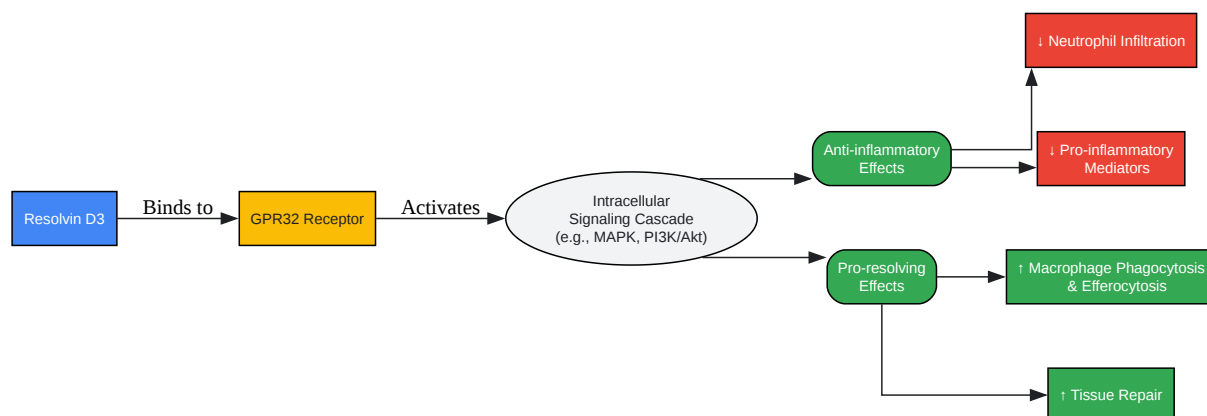 Resolvin D3
Binds to
GPR32 Receptor
Activates
Intracellular
Signaling Cascade
(e.g., MAPK, PI3K/Akt)
Anti-inflammatory
Effects
↓ Neutrophil Infiltration
↓ Pro-inflammatory
Mediators
Pro-resolving
Effects
↑ Macrophage Phagocytosis
& Efferocytosis
↑ Tissue Repair